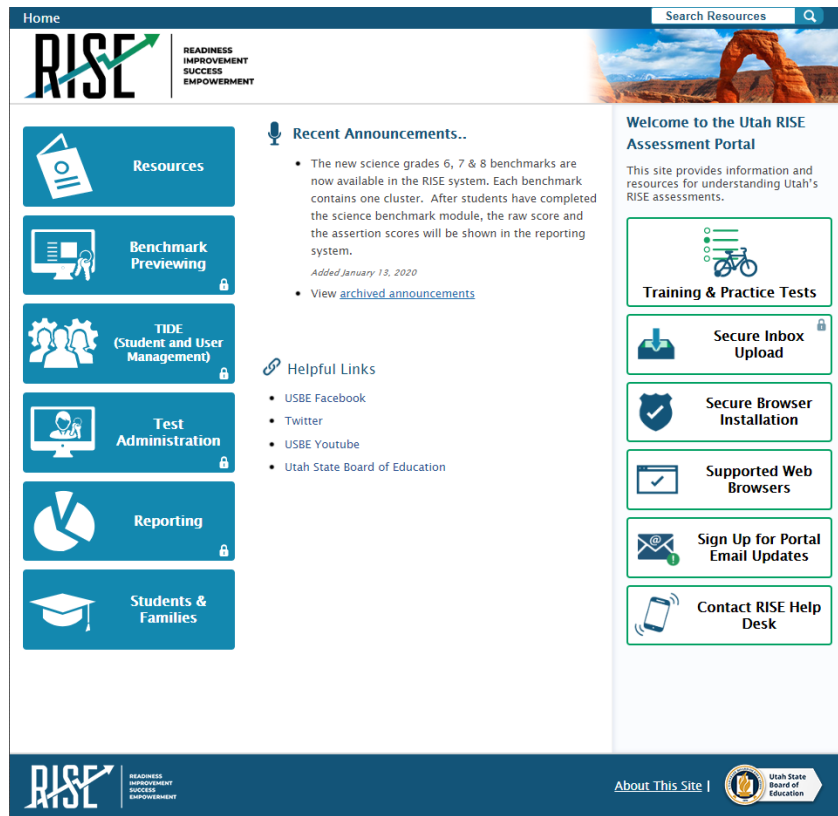 Home
Search Resources
RISE
READINESS
IMPROVEMENT
SUCCESS
EMPOWERMENT
Resources
Benchmark
Previewing
TIDE
(Student and User
Management)
Test
Administration
Reporting
Students &
Families
Recent Announcements..
The new science grades 6, 7 & 8 benchmarks are
now available in the RISE system. Each benchmark
contains one cluster. After students have completed
the science benchmark module, the raw score and
the assertion scores will be shown in the reporting
system.
Added January 13, 2020
View archived announcements
Helpful Links
USBE Facebook
Twitter
USBE Youtube
Utah State Board of Education
Welcome to the Utah RISE
Assessment Portal
This site provides information and
resources for understanding Utah's
RISE assessments.
Training & Practice Tests
Secure Inbox
Upload
Secure Browser
Installation
Supported Web
Browsers
@
Sign Up for Portal
Email Updates
Contact RISE Help
Desk
RISE
READINESS
IMPROVEMENT
SUCCESS
EMPOWERMENT
About This Site |
Utah State
Board of
Education